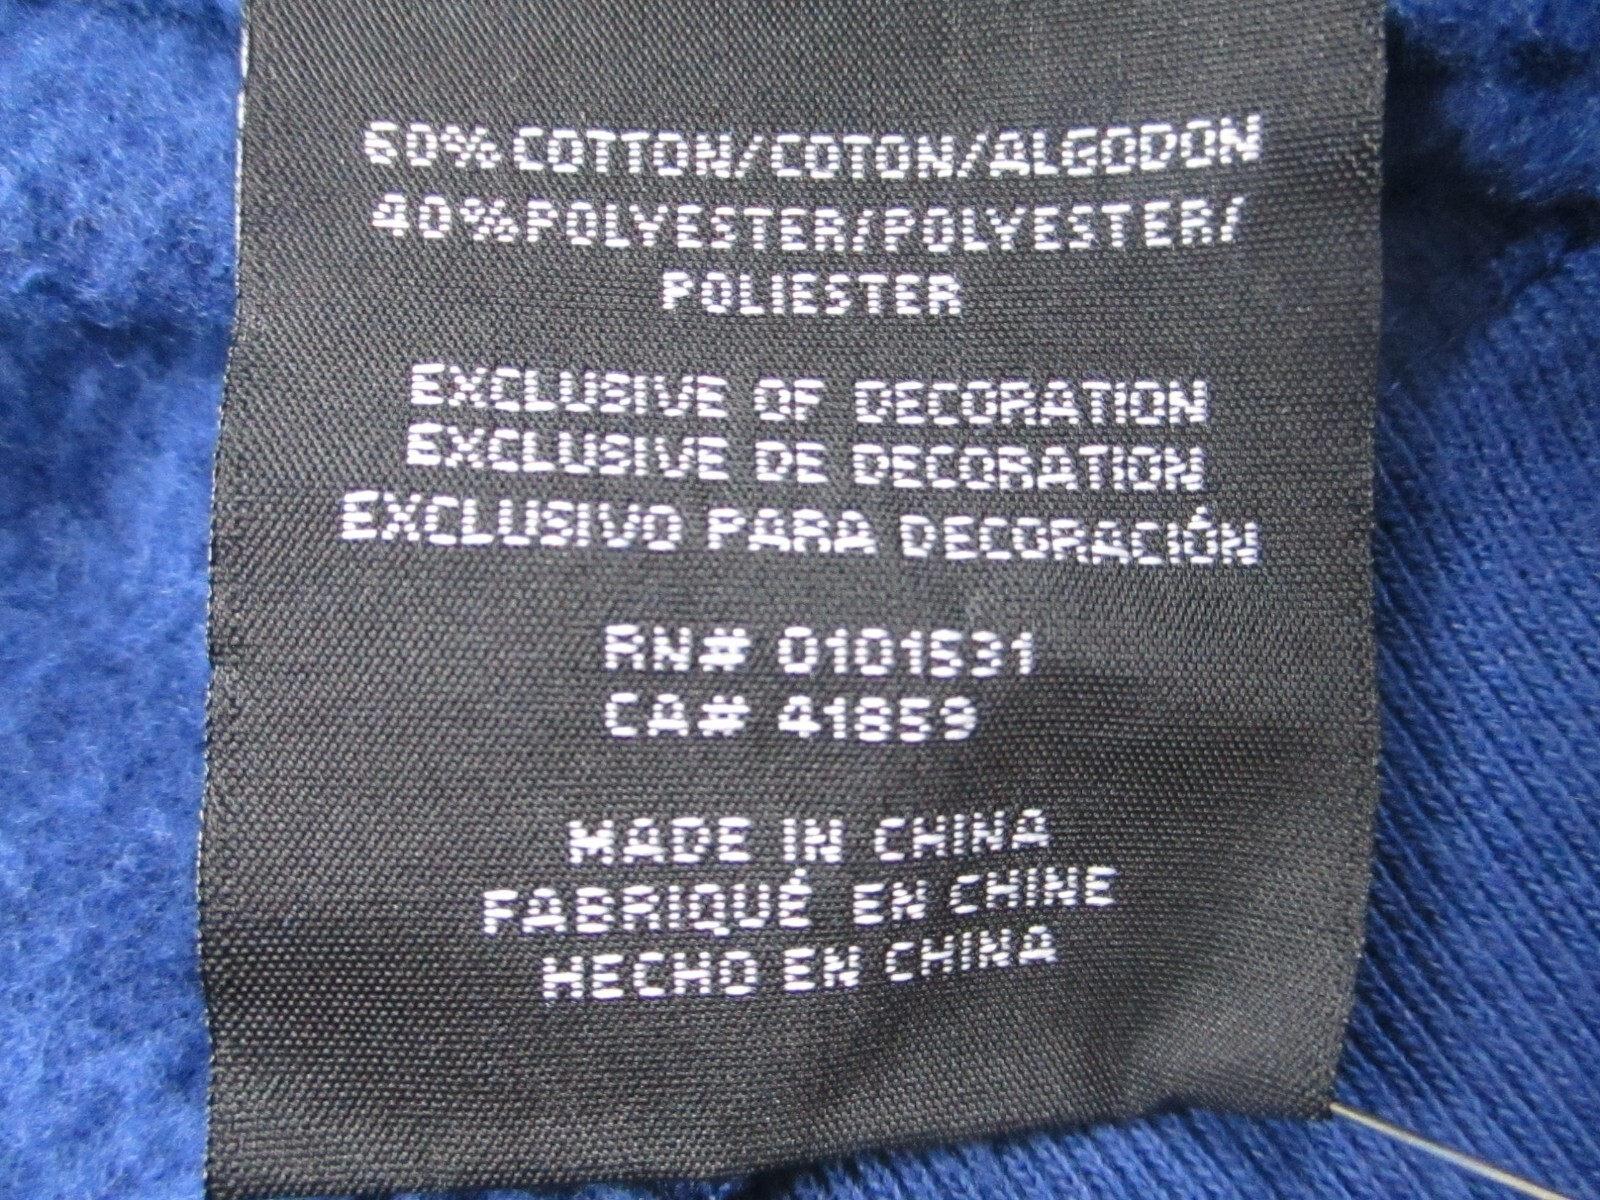 60% COTTON/COTON/ALGODON
40%POLYESTER/POLYESTER/
POLIESTER
EXCLUSIVE OF DECORATION
EXCLUSIVE DE DECORATION
EXCLUSIVO PARA DECORACIÓN
RN# 0101531
CA# 41859
MADE IN CHINA
FABRIQUÉ EN CHINE
HECHO EN CHINA